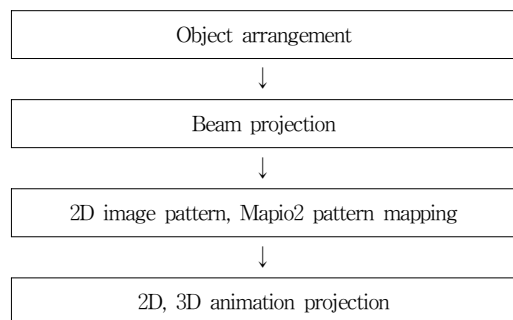 Object arrangement
↓
Beam projection
↓
2D image pattern, Mapio2 pattern mapping
↓
2D, 3D animation projection